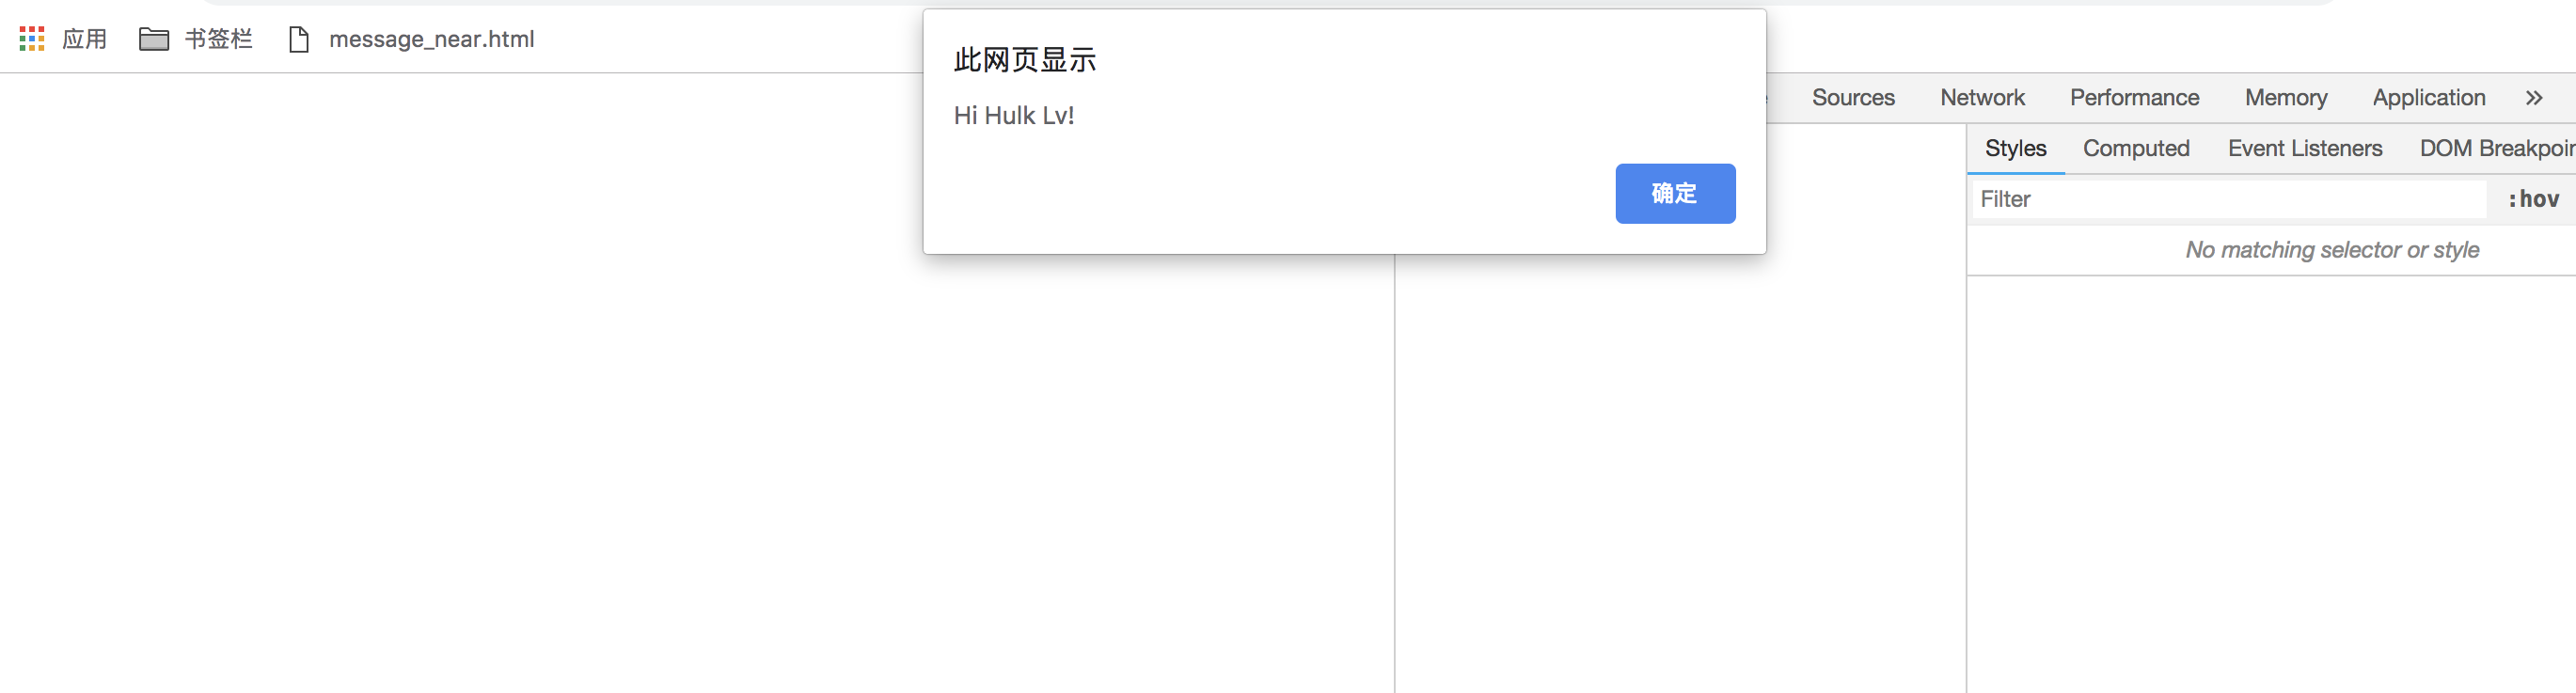 应用 书签栏 message_near.html
此网页显示
Hi Hulk Lv!
确定
Sources Network Performance Memory Application
Styles Computed Event Listeners
DOM
Filter :hov
No matching selector or style